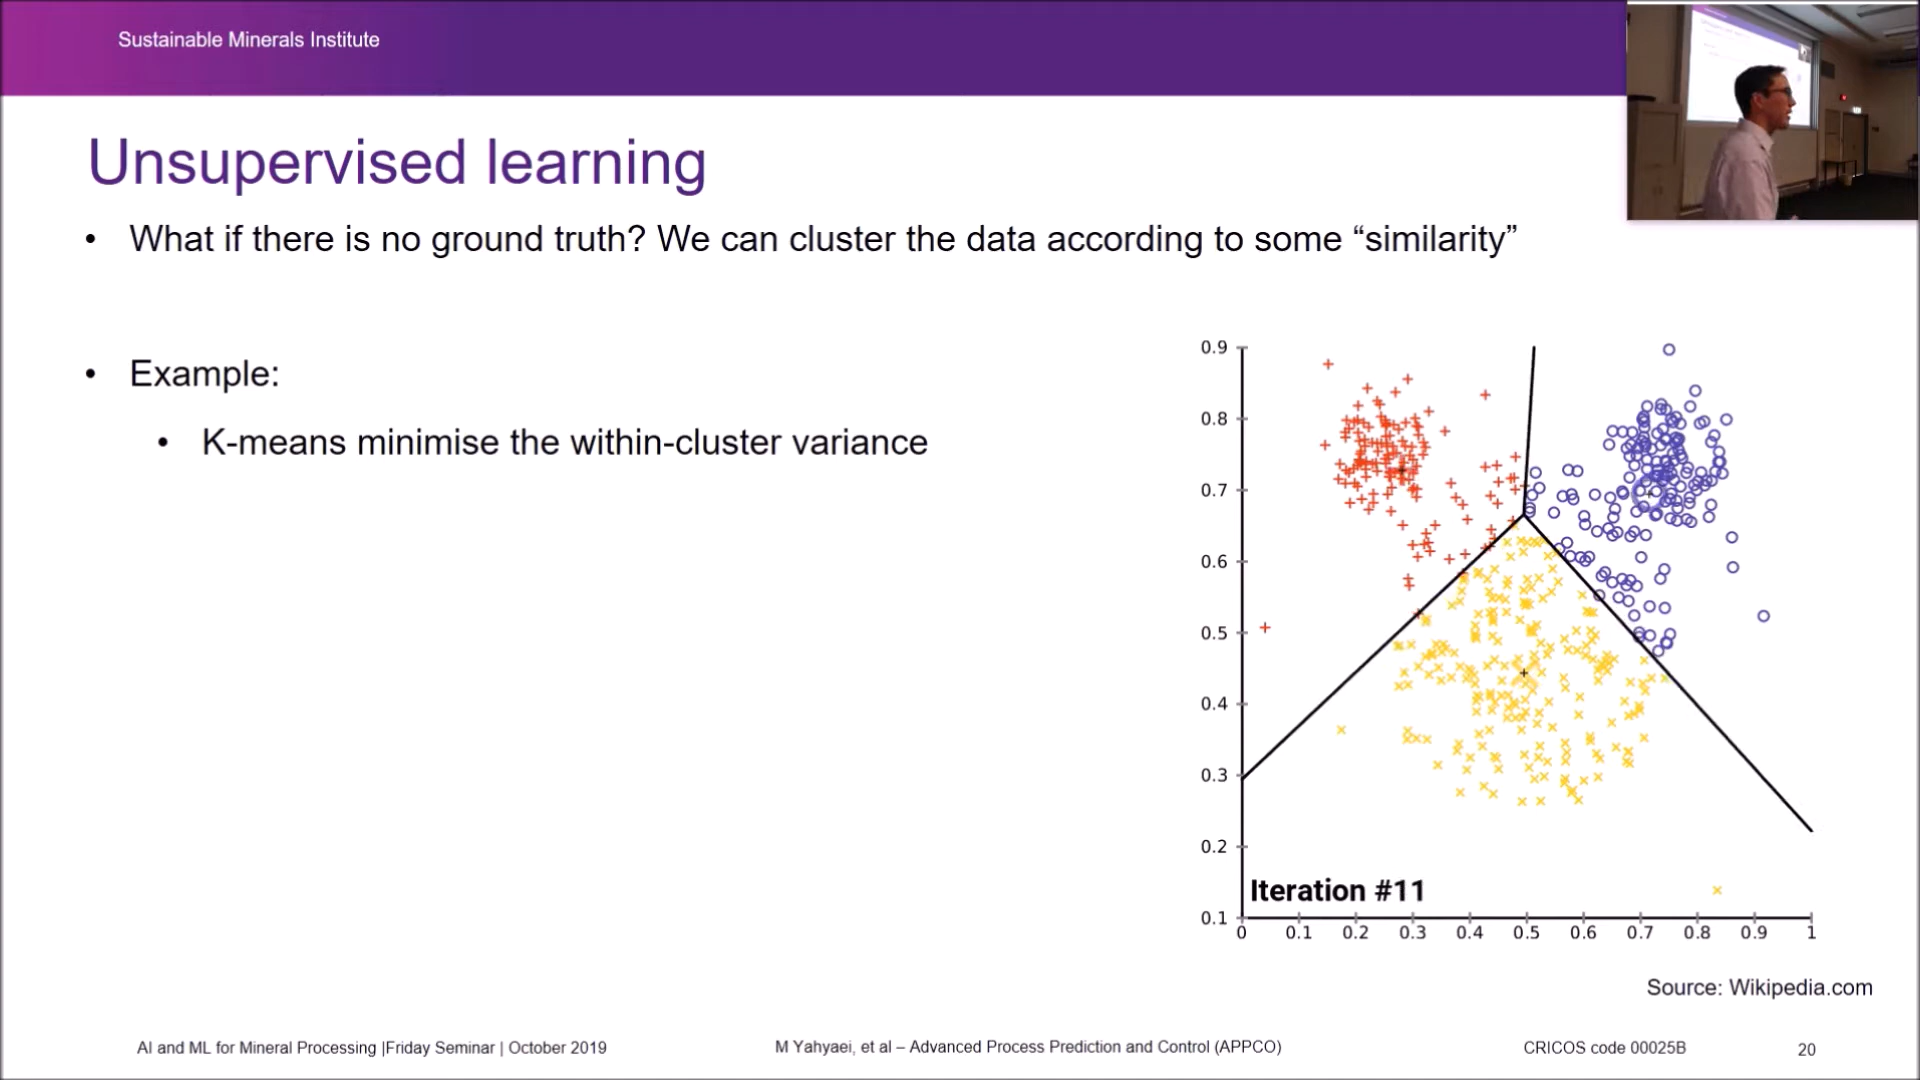 Sustainable Minerals Institute
Unsupervised learning
• What if there is no ground truth? We can cluster the data according to some “similarity”
• Example:
• K-means minimise the within-cluster variance
0.9
0.8
0.7
0.6
0.5
0.4
0.3
0.2
0.1
Iteration #11
0 0.1 0.2 0.3 0.4 0.5 0.6 0.7 0.8 0.9 1
Source: Wikipedia.com
AI and ML for Mineral Processing |Friday Seminar | October 2019
M Yahyaei, et al – Advanced Process Prediction and Control (APPCO)
CRICOS code 00025B
20